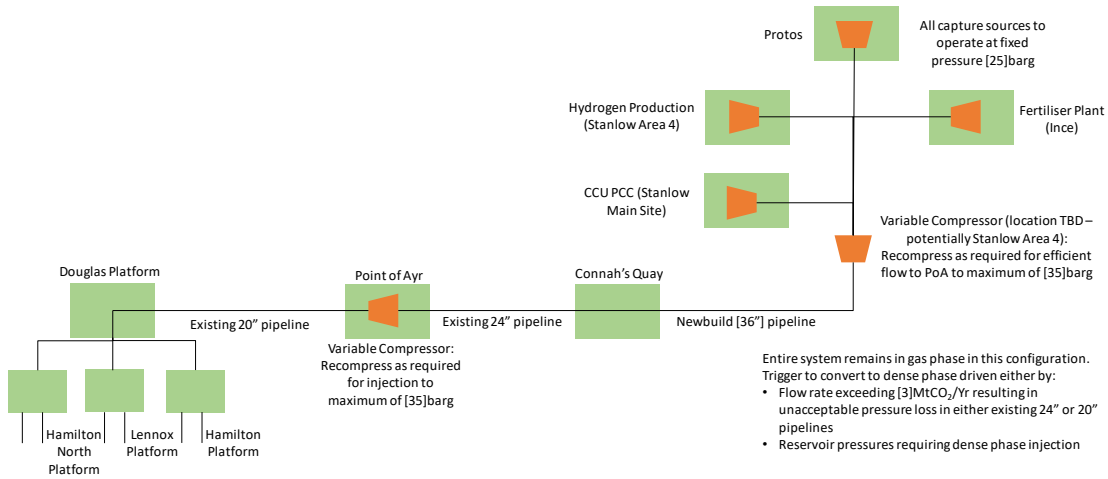 Protos
All capture sources to
operate at fixed
pressure [25]barg
Hydrogen Production
(Stanlow Area 4)
Fertiliser Plant
(Ince)
CCU PCC (Stanlow
Main Site)
Variable Compressor (location TBD –
potentially Stanlow Area 4):
Recompress as required for efficient
flow to PoA to maximum of [35]barg
Douglas Platform
Point of Ayr
Connah's Quay
Existing 20” pipeline
Existing 24” pipeline
Newbuild [36”] pipeline
Variable Compressor:
Recompress as required
for injection to
maximum of [35]barg
Entire system remains in gas phase in this configuration.
Trigger to convert to dense phase driven either by:
• Flow rate exceeding [3]MtCO₂/Yr resulting in
unacceptable pressure loss in either existing 24” or 20”
pipelines
• Reservoir pressures requiring dense phase injection
Hamilton
North
Platform
Lennox
Platform
Hamilton
Platform